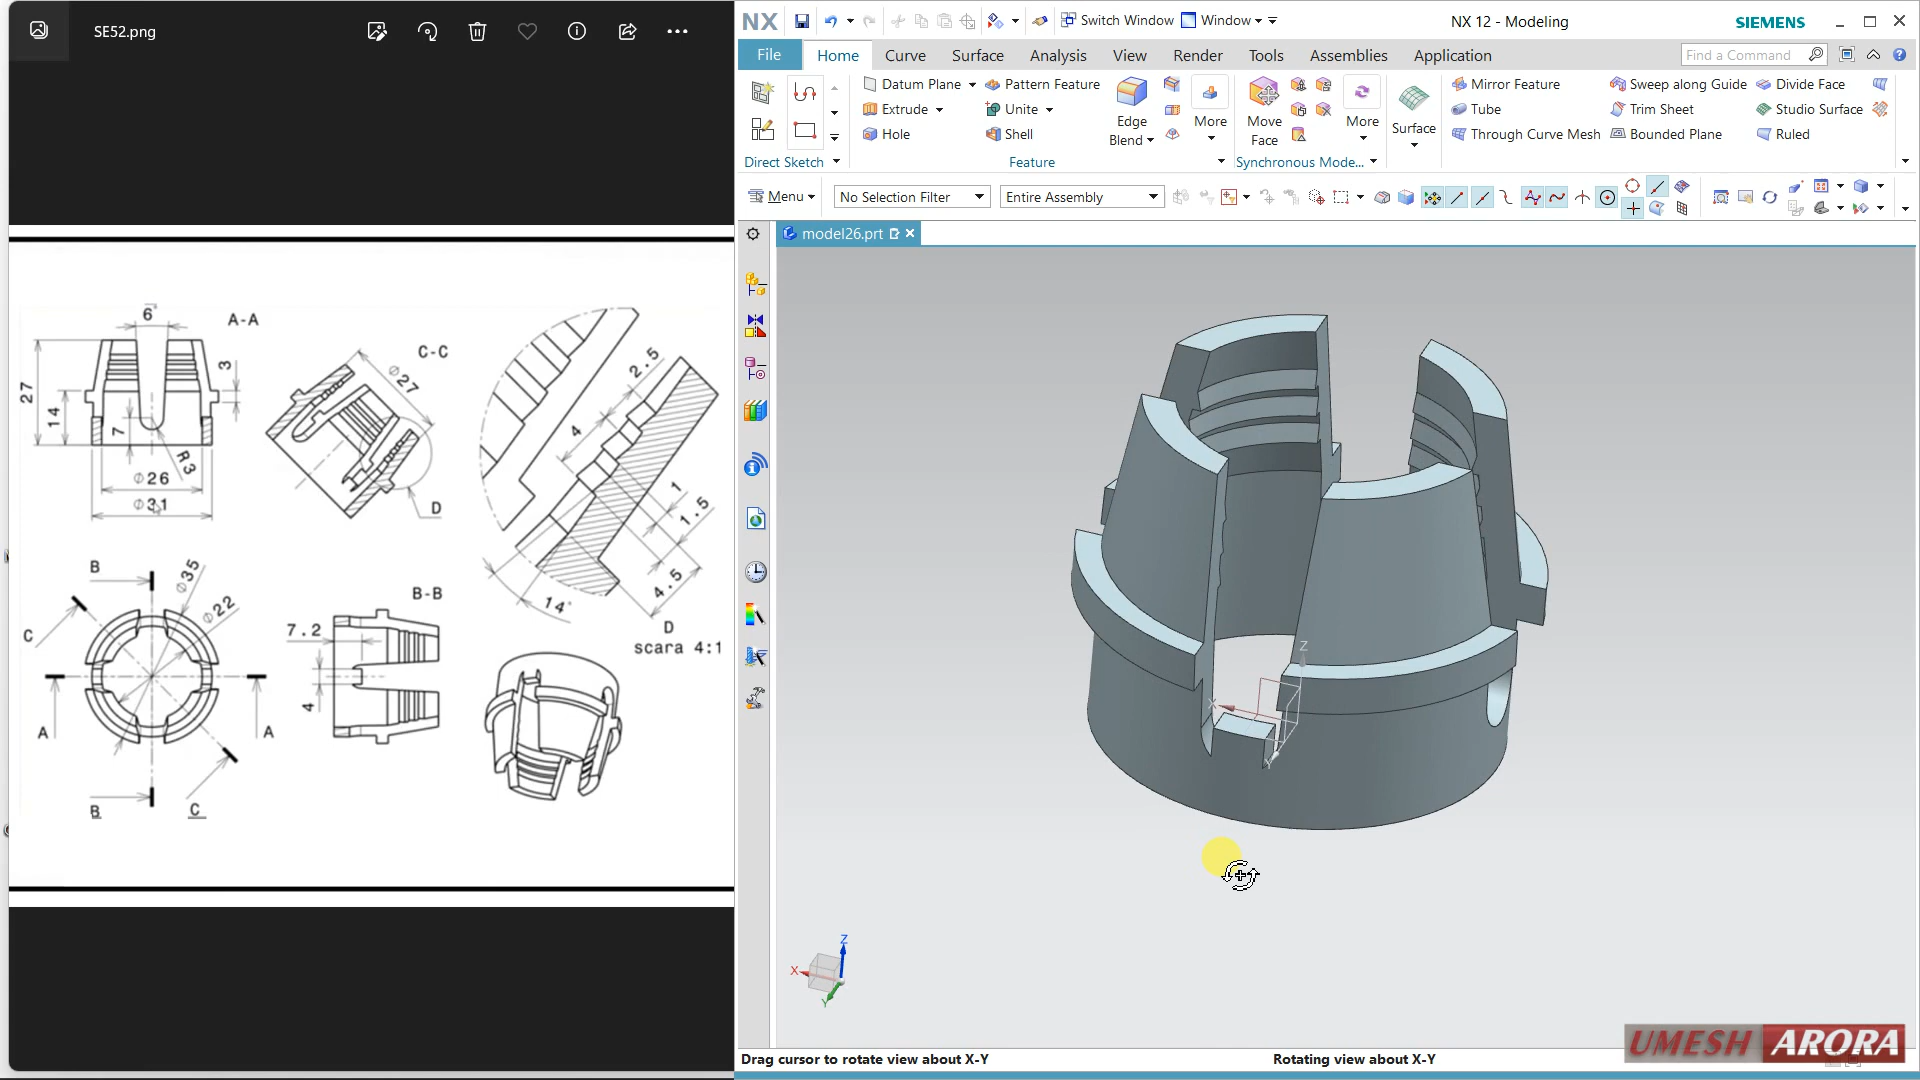 SE52.png
NX
Switch Window
Window
NX 12 - Modeling
SIEMENS
File
Home
Curve
Surface
Analysis
View
Render
Tools
Assemblies
Application
Find a Command
Datum Plane
Pattern Feature
Extrude
Unite
Hole
Shell
Edge
Blend
More
Move
Face
More
Surface
Mirror Feature
Sweep along Guide
Divide Face
Tube
Trim Sheet
Studio Surface
Through Curve Mesh
Bounded Plane
Ruled
Direct Sketch
Feature
Synchronous Mode...
Menu
No Selection Filter
Entire Assembly
model26.prt
6
A-A
27
14
7
3
R3
Ø26
Ø31
C-C
Ø27
D
2.5
4
1
1.5
4.5
14°
D
scara 4:1
B
Ø35
Ø22
C
A
A
B
C
B-B
7.2
4
Z
X
Y
Z
X
Y
Drag cursor to rotate view about X-Y
Rotating view about X-Y
UMESH ARORA